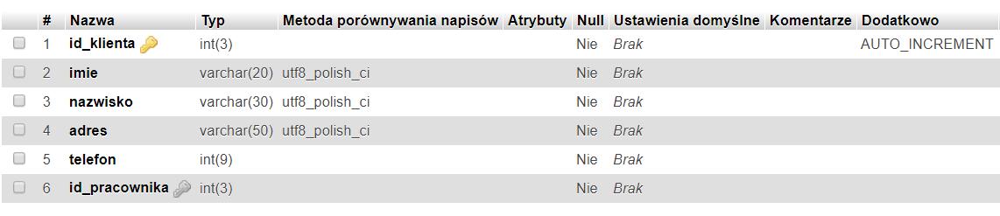 # Nazwa Typ Metoda porównywania napisów Atrybuty Null Ustawienia domyślne Komentarze Dodatkowo
1 id_klienta int(3) Nie Brak AUTO_INCREMENT
2 imie varchar(20) utf8_polish_ci Nie Brak
3 nazwisko varchar(30) utf8_polish_ci Nie Brak
4 adres varchar(50) utf8_polish_ci Nie Brak
5 telefon int(9) Nie Brak
6 id_pracownika int(3) Nie Brak